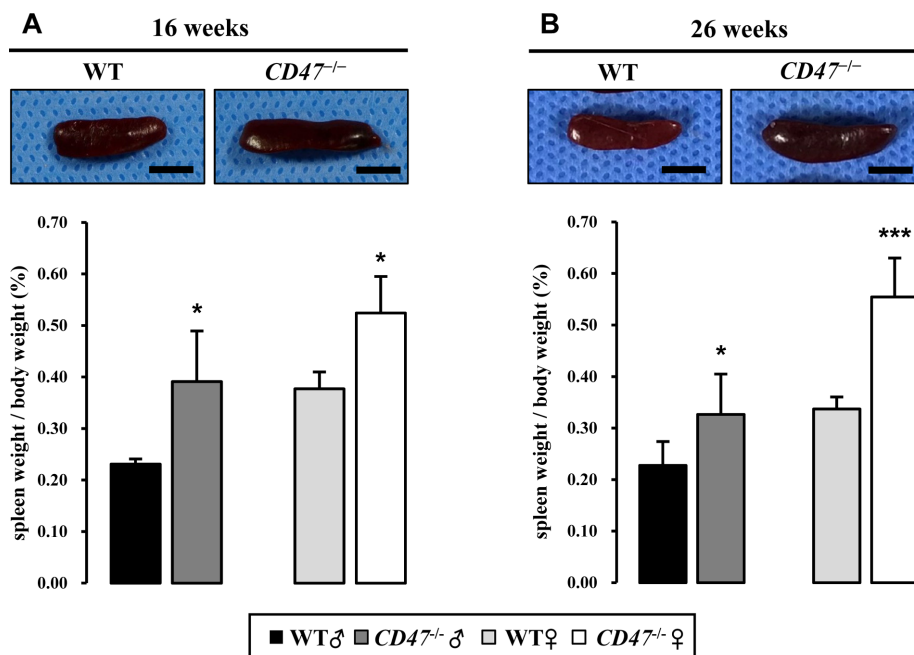 A
16 weeks
WT CD47⁻/⁻
spleen weight / body weight (%)
0.70
0.60
0.50
0.40
0.30
0.20
0.10
0.00
*
*
B
26 weeks
WT CD47⁻/⁻
spleen weight / body weight (%)
0.70
0.60
0.50
0.40
0.30
0.20
0.10
0.00
*
***
WT♂ CD47⁻/⁻ ♂ WT♀ CD47⁻/⁻ ♀